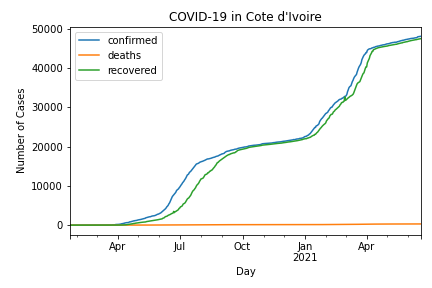 COVID-19 in Cote d'Ivoire
confirmed
deaths
recovered
Number of Cases
50000
40000
30000
20000
10000
0
Apr
Jul
Oct
Jan
2021
Apr
Day